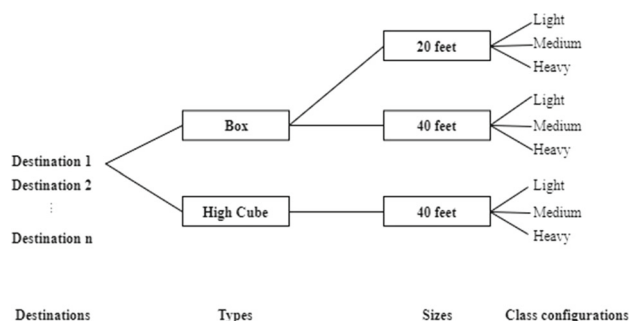 Light
20 feet
Medium
Heavy
Light
Box
40 feet
Medium
Heavy
Destination 1
Destination 2
⋮
Destination n
Light
High Cube
40 feet
Medium
Heavy
Destinations
Types
Sizes
Class configurations